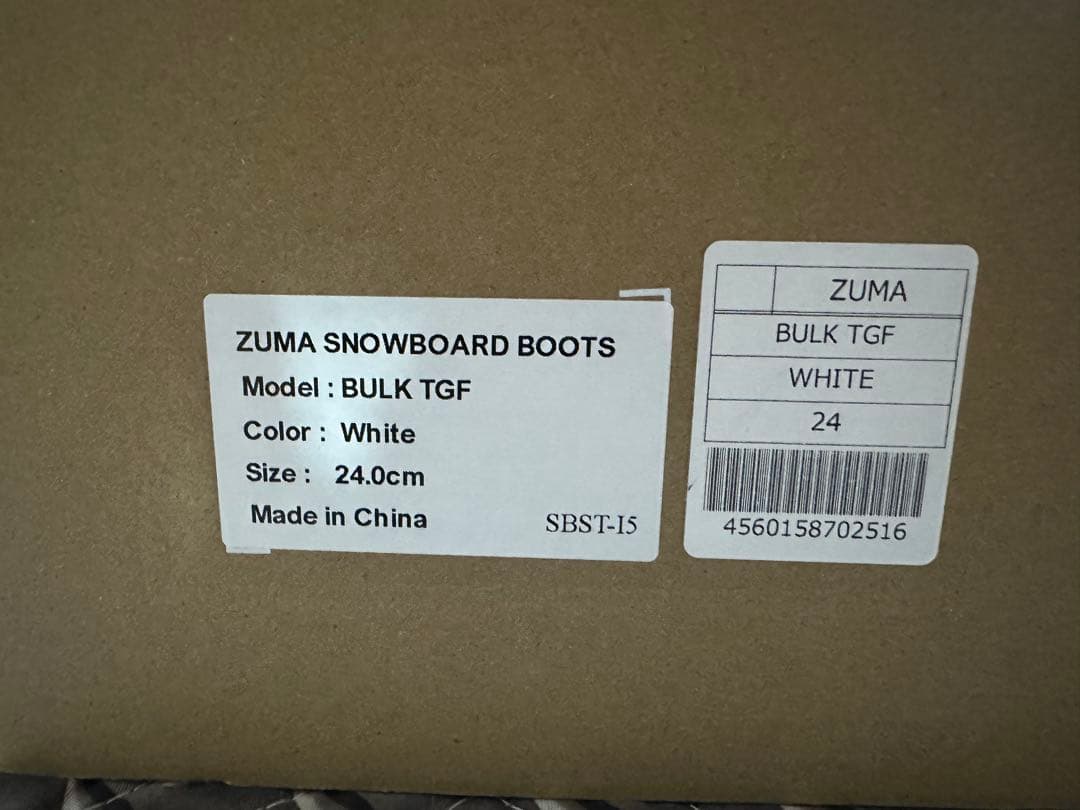 ZUMA SNOWBOARD BOOTS
Model : BULK TGF
Color : White
Size : 24.0cm
Made in China
SBST-I5
ZUMA
BULK TGF
WHITE
24
4560158702516